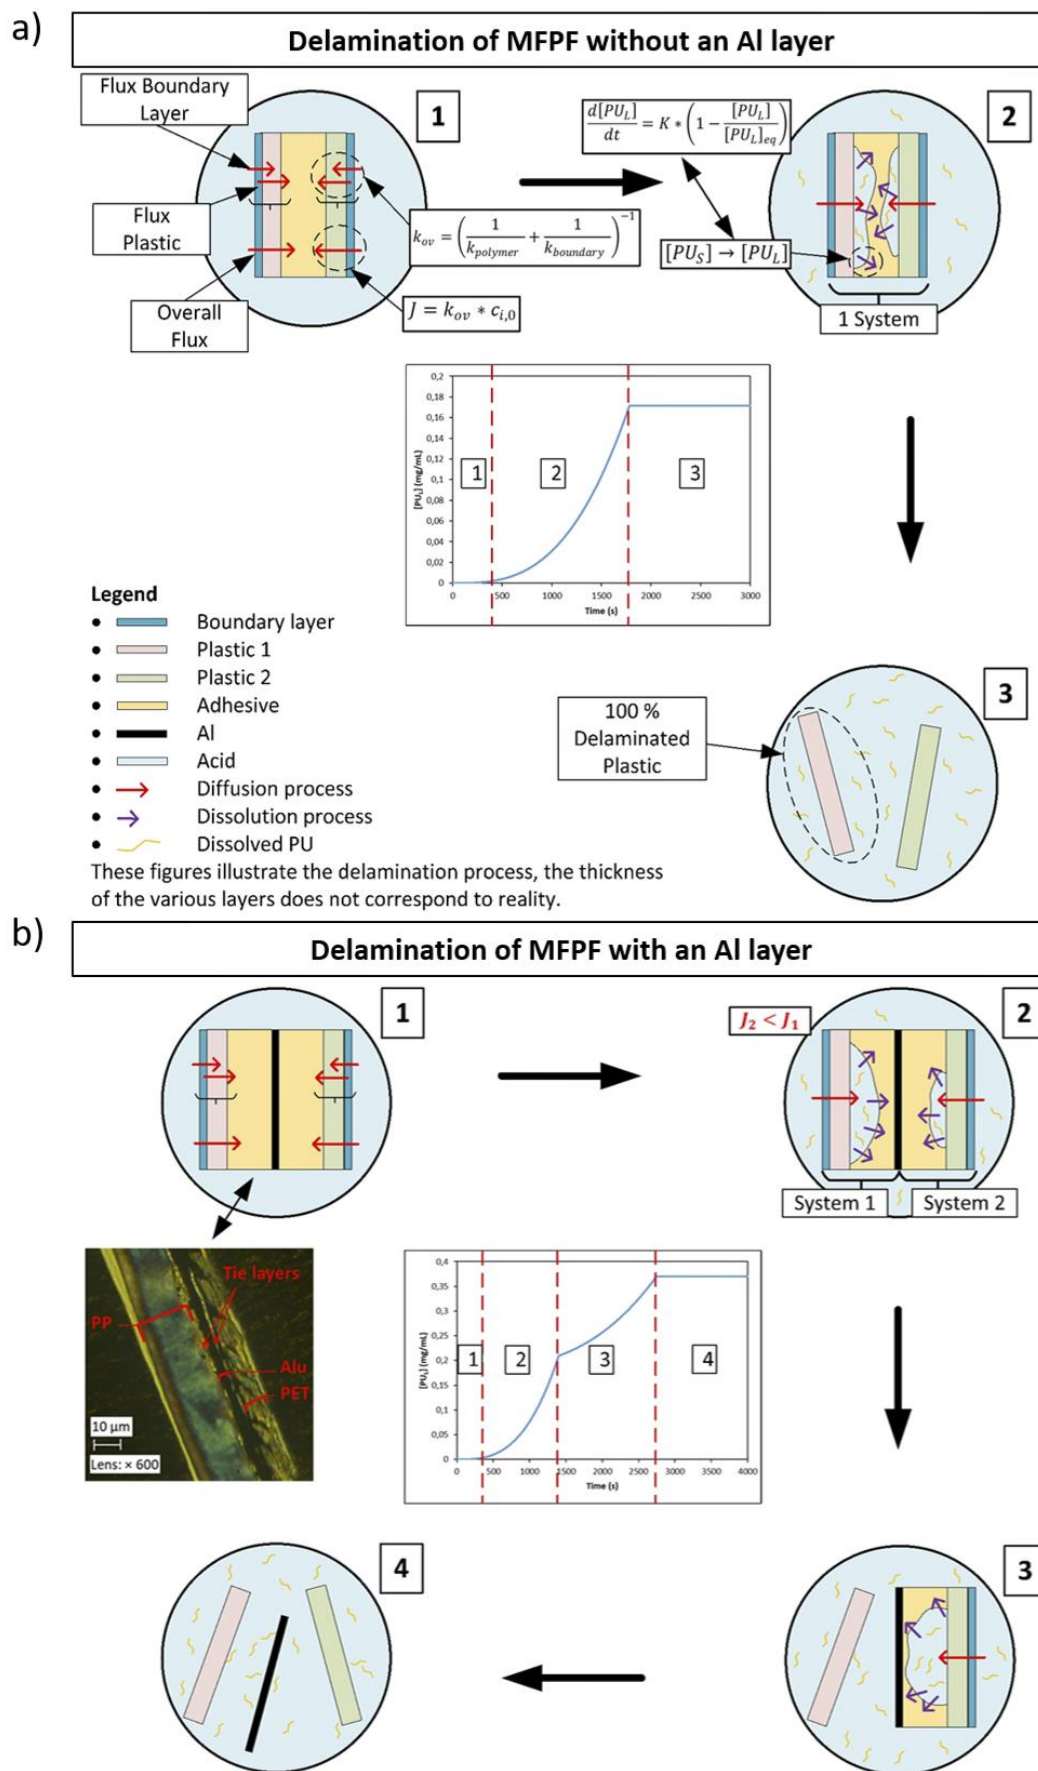 a)
Delamination of MFPF without an Al layer
Flux Boundary
Layer
Flux
Plastic
Overall
Flux
1
k_ov = (1/k_polymer + 1/k_boundary)^-1
J = k_ov * c_i,0
d[PU_L]/dt = K * (1 - [PU_L]/[PU_L]_eq)
[PU_S] → [PU_L]
2
1 System
[PU_L] (mg/mL)
0,2
0,18
0,16
0,14
0,12
0,1
0,08
0,06
0,04
0,02
0
1
2
3
0 500 1000 1500 2000 2500 3000
Time (s)
Legend
Boundary layer
Plastic 1
Plastic 2
Adhesive
Al
Acid
Diffusion process
Dissolution process
Dissolved PU
These figures illustrate the delamination process, the thickness
of the various layers does not correspond to reality.
100 %
Delaminated
Plastic
3
b)
Delamination of MFPF with an Al layer
1
J_2 < J_1
2
System 1
System 2
Tie layers
PP
Alu
PET
10 µm
Lens: × 600
[PU_L] (mg/mL)
0,4
0,35
0,3
0,25
0,2
0,15
0,1
0,05
0
1
2
3
4
0 500 1000 1500 2000 2500 3000 3500 4000
Time (s)
4
3